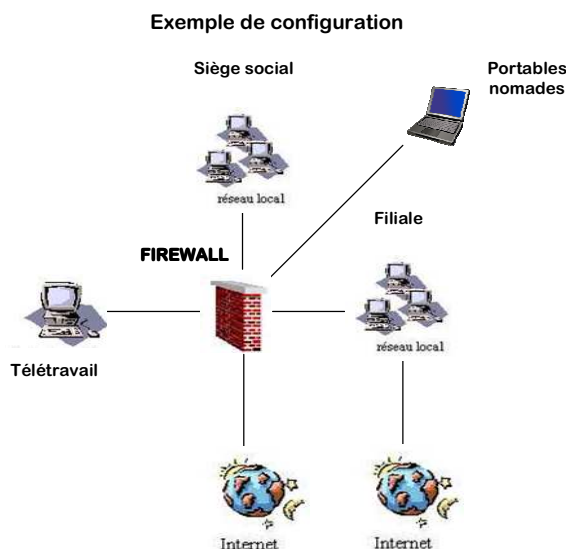 Exemple de configuration
Siège social
Portables
nomades
réseau local
Filiale
FIREWALL
réseau local
Télétravail
Internet
Internet